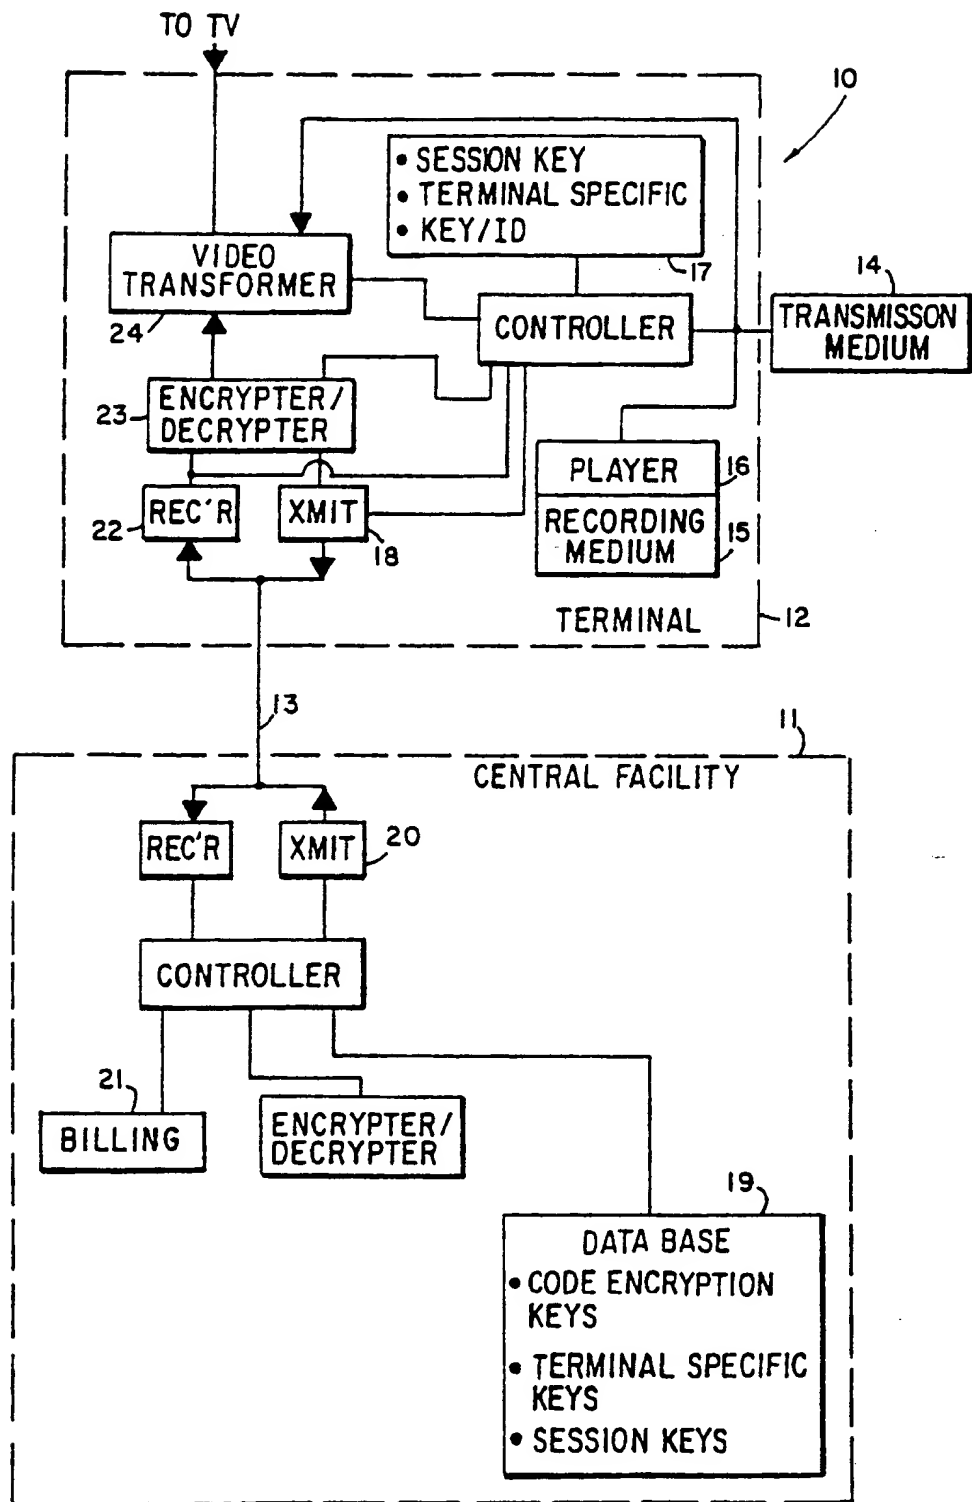 TO TV
10
• SESSION KEY
• TERMINAL SPECIFIC
• KEY/ID
17
VIDEO
TRANSFORMER
24
CONTROLLER
14
TRANSMISSON
MEDIUM
23
ENCRYPTER/
DECRYPTER
PLAYER
16
REC'R
22
XMIT
18
RECORDING
MEDIUM
15
TERMINAL
12
13
11
CENTRAL FACILITY
REC'R
XMIT
20
CONTROLLER
21
BILLING
ENCRYPTER/
DECRYPTER
19
DATA BASE
• CODE ENCRYPTION
KEYS
• TERMINAL SPECIFIC
KEYS
• SESSION KEYS